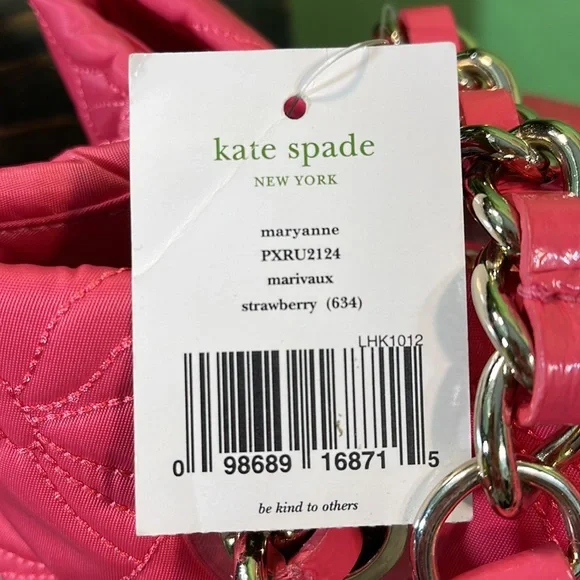 kate spade
NEW YORK
maryanne
PXRU2124
marivaux
strawberry (634)
LHK1012
0 98689 16871 5
be kind to others